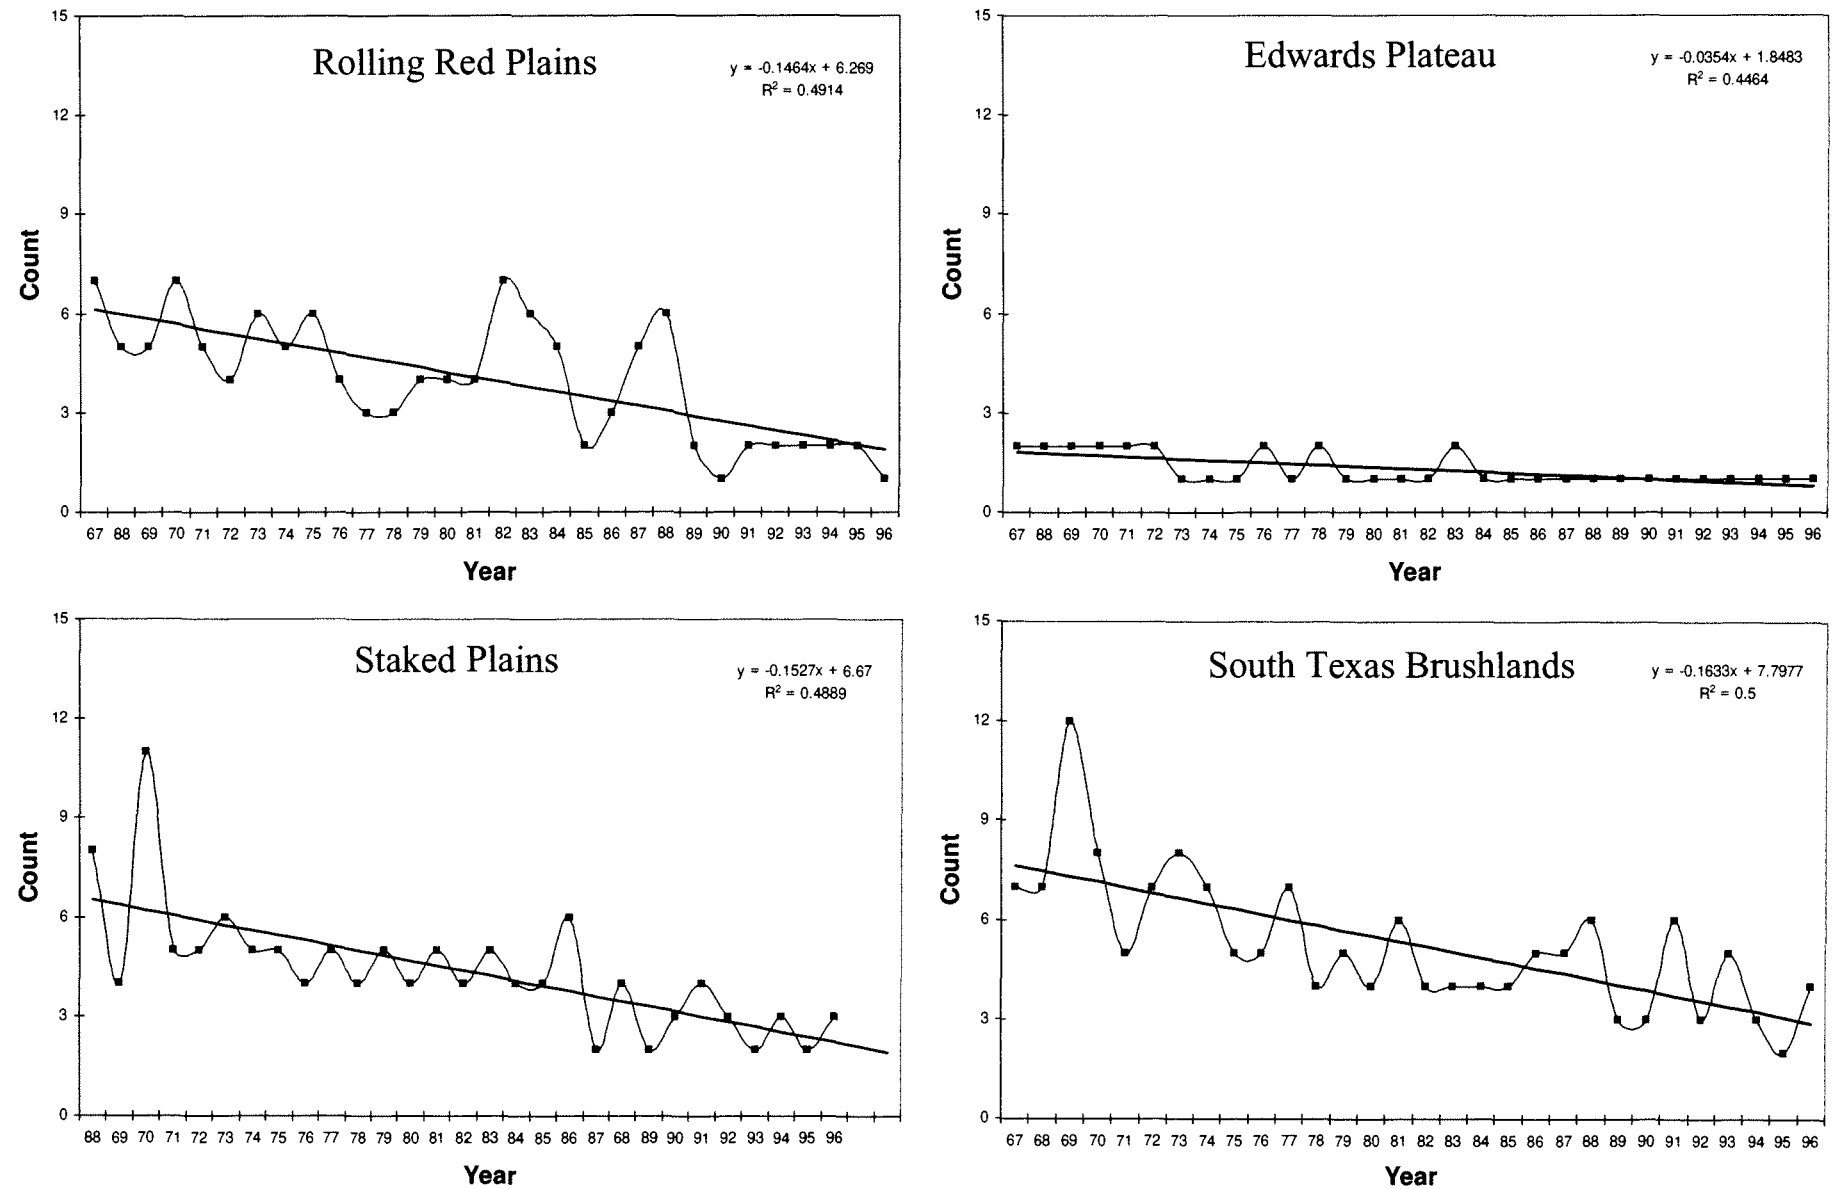 Rolling Red Plains
y = -0.1464x + 6.269
R² = 0.4914
Count
15
12
9
6
3
0
67 88 69 70 71 72 73 74 75 76 77 78 79 80 81 82 83 84 85 86 87 88 89 90 91 92 93 94 95 96
Year
Edwards Plateau
y = -0.0354x + 1.8483
R² = 0.4464
Count
15
12
9
6
3
0
67 88 69 70 71 72 73 74 75 76 77 78 79 80 81 82 83 84 85 86 87 88 89 90 91 92 93 94 95 96
Year
Staked Plains
y = -0.1527x + 6.67
R² = 0.4889
Count
15
12
9
6
3
0
88 69 70 71 72 73 74 75 76 77 78 79 80 81 82 83 84 85 86 87 68 89 90 91 92 93 94 95 96
Year
South Texas Brushlands
y = -0.1633x + 7.7977
R² = 0.5
Count
15
12
9
6
3
0
67 68 69 70 71 72 73 74 75 76 77 78 79 80 81 82 83 84 85 86 87 88 89 90 91 92 93 94 95 96
Year